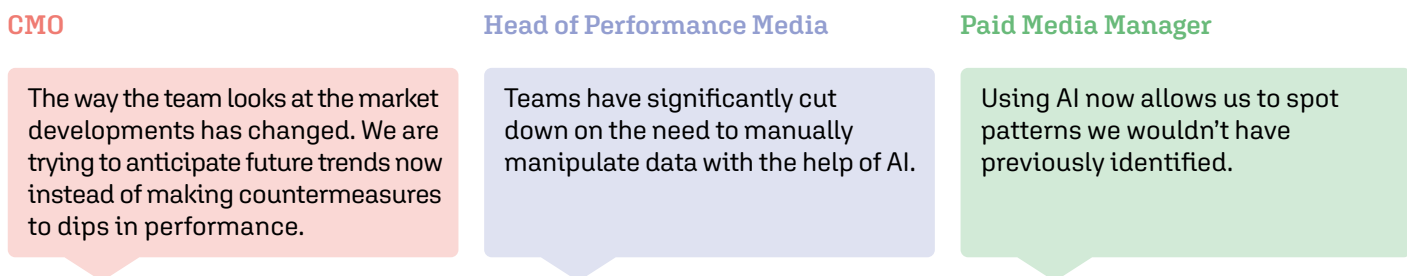 CMO
The way the team looks at the market
developments has changed. We are
trying to anticipate future trends now
instead of making countermeasures
to dips in performance.
Head of Performance Media
Teams have significantly cut
down on the need to manually
manipulate data with the help of AI.
Paid Media Manager
Using AI now allows us to spot
patterns we wouldn’t have
previously identified.